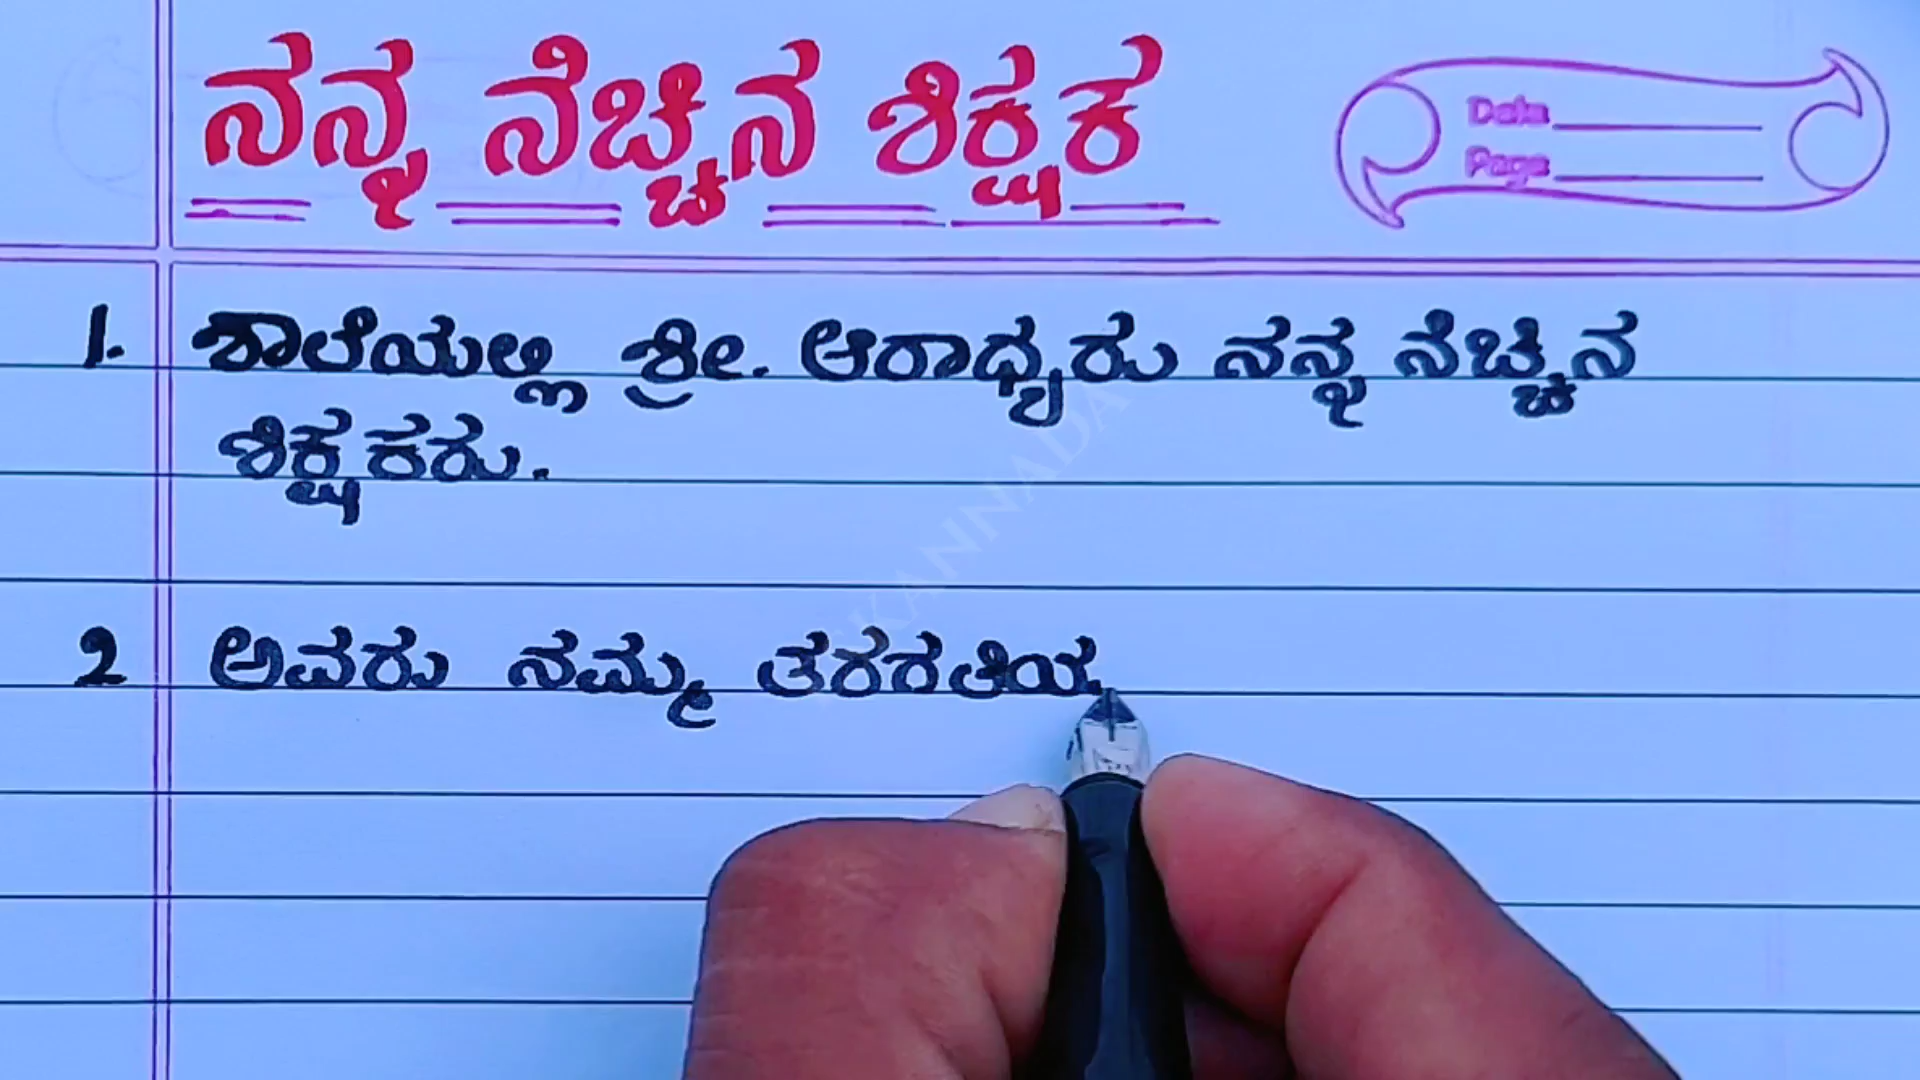 ನನ್ನ ನೆಚ್ಚಿನ ಶಿಕ್ಷಕ
Date
Page
1. ಶಾಲೆಯಲ್ಲಿ ಶ್ರೀ. ಆರಾಧ್ಯರು ನನ್ನ ನೆಚ್ಚಿನ
ಶಿಕ್ಷಕರು.
2 ಅವರು ನಮ್ಮ ತರಗತಿಯ